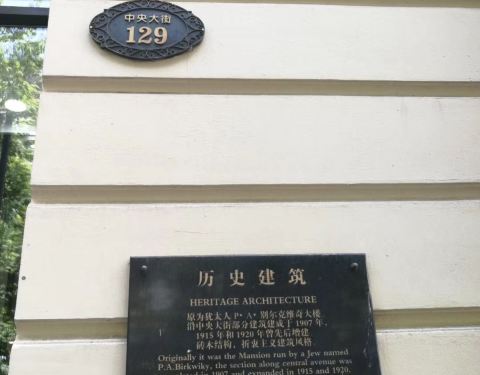 中央大街
129
历史建筑
HERITAGE ARCHITECTURE
原为犹太人P·A·别尔克维奇大楼
沿中央大街部分建筑建成于1907年，
1915年和1920年曾先后增建
砖木结构，折衷主义建筑风格
Originally it was the Mansion run by a Jew named
P.A.Birkwiky, the section along central avenue was
in 1907 and expanded in 1915 and 1920.